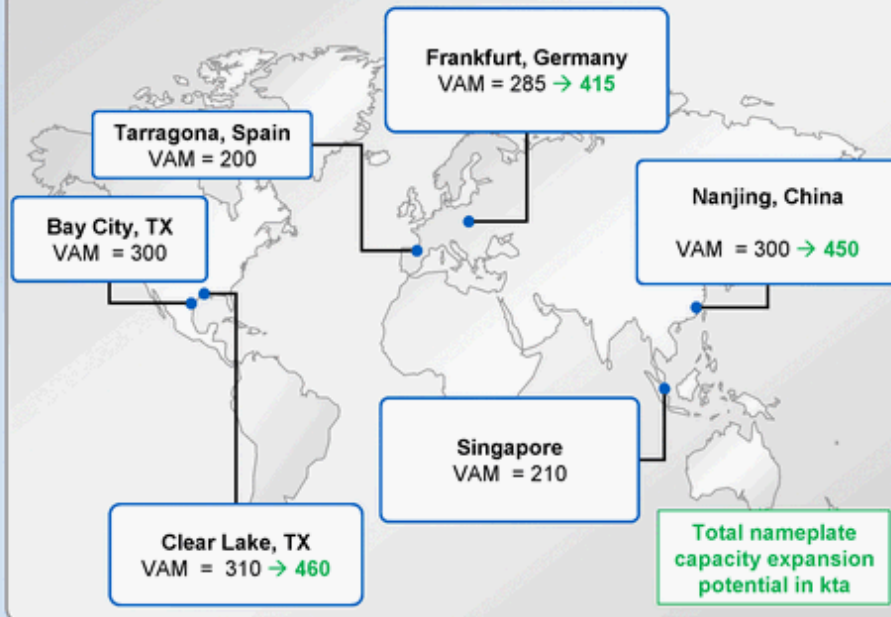 Frankfurt, Germany
VAM = 285 → 415
Tarragona, Spain
VAM = 200
Bay City, TX
VAM = 300
Nanjing, China
VAM = 300 → 450
Singapore
VAM = 210
Clear Lake, TX
VAM = 310 → 460
Total nameplate
capacity expansion
potential in kta